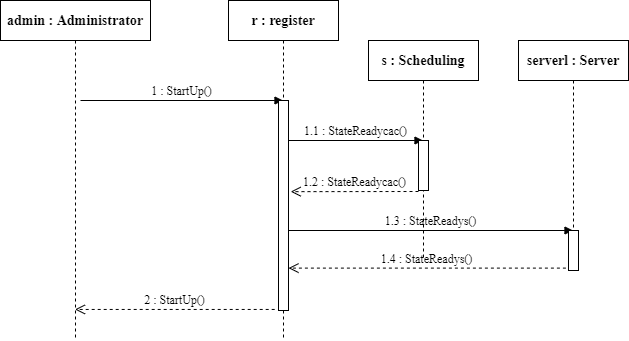 admin : Administrator
r : register
s : Scheduling
serverl : Server
1 : StartUp()
1.1 : StateReadycac()
1.2 : StateReadycac()
1.3 : StateReadys()
1.4 : StateReadys()
2 : StartUp()